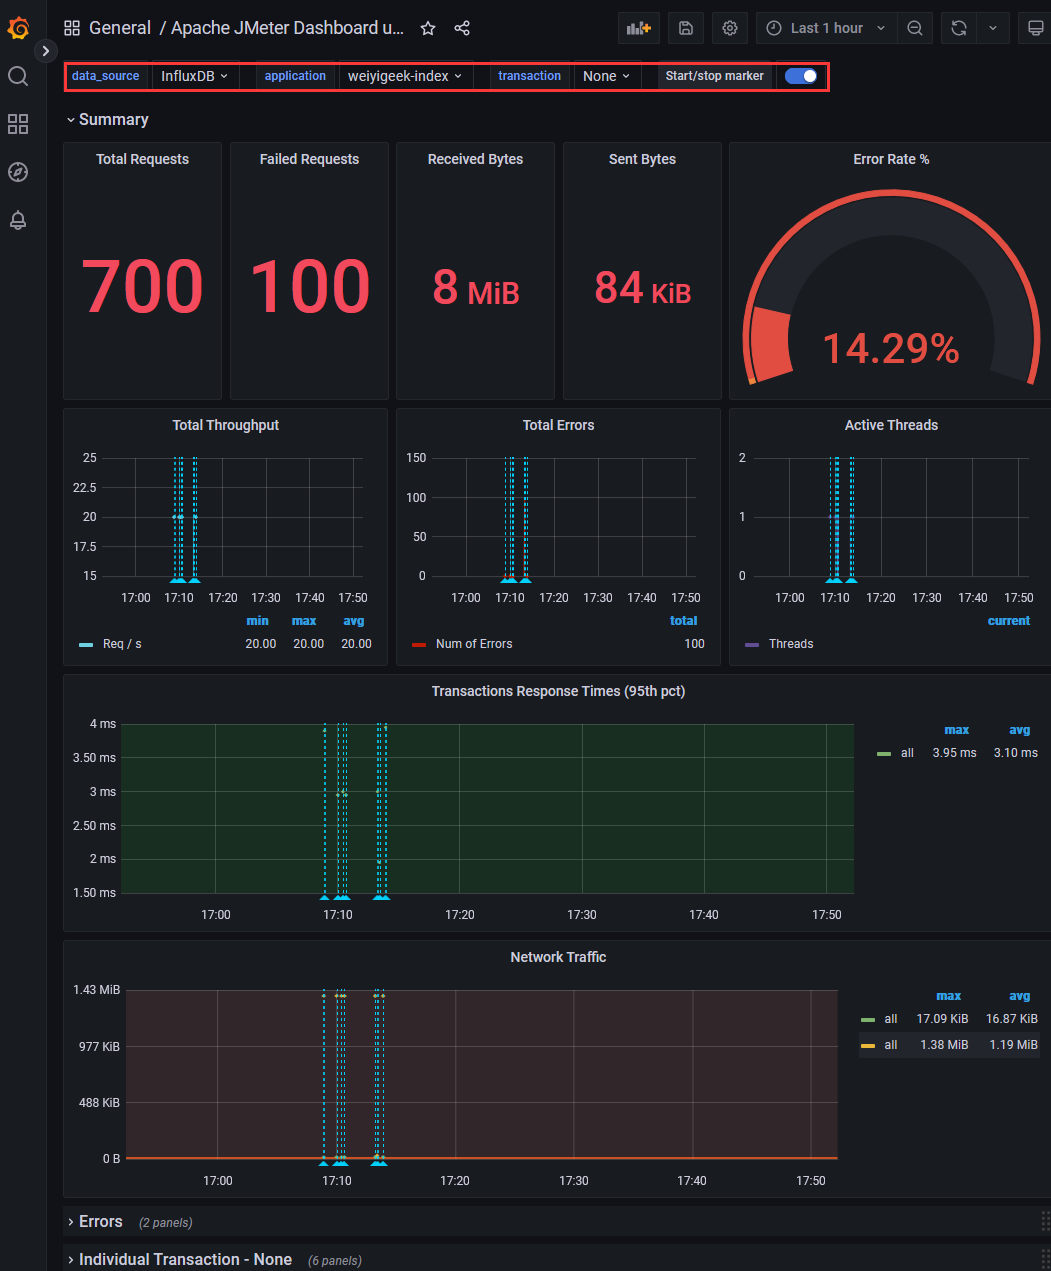 General / Apache JMeter Dashboard u...
Last 1 hour
data_source InfluxDB application weiyigeek-index transaction None Start/stop marker
Summary
Total Requests
700
Failed Requests
100
Received Bytes
8 MiB
Sent Bytes
84 KiB
Error Rate %
14.29%
Total Throughput
25
22.5
20
17.5
15
17:00 17:10 17:20 17:30 17:40 17:50
min max avg
Req / s 20.00 20.00 20.00
Total Errors
150
100
50
0
17:00 17:10 17:20 17:30 17:40 17:50
total
Num of Errors 100
Active Threads
2
1
0
17:00 17:10 17:20 17:30 17:40 17:50
current
Threads
Transactions Response Times (95th pct)
4 ms
3.50 ms
3 ms
2.50 ms
2 ms
1.50 ms
17:00 17:10 17:20 17:30 17:40 17:50
max avg
all 3.95 ms 3.10 ms
Network Traffic
1.43 MiB
977 KiB
488 KiB
0 B
17:00 17:10 17:20 17:30 17:40 17:50
max avg
all 17.09 KiB 16.87 KiB
all 1.38 MiB 1.19 MiB
Errors (2 panels)
Individual Transaction - None (6 panels)